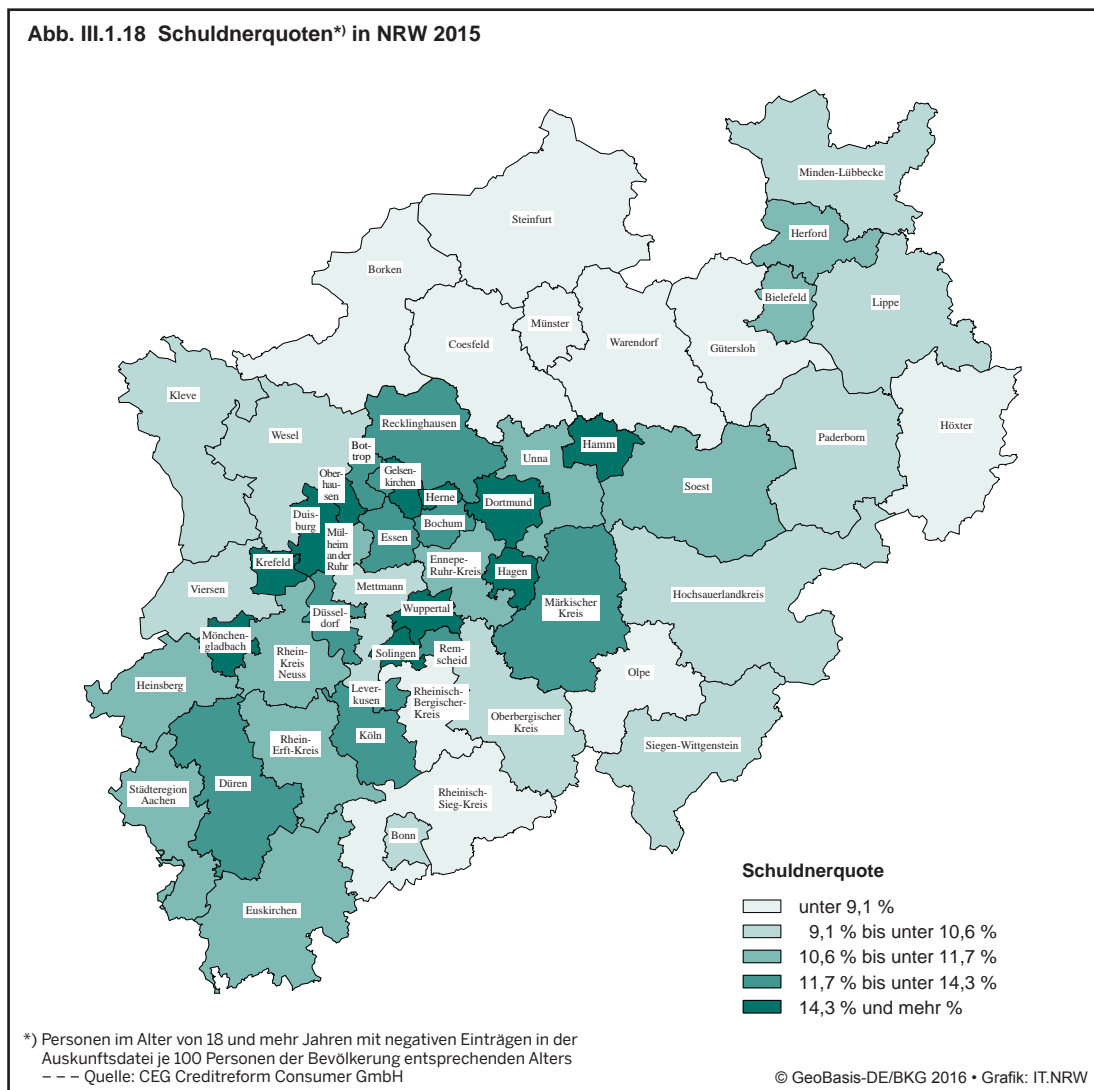 Abb. III.1.18 Schuldnerquoten*) in NRW 2015
Minden-Lübbecke
Steinfurt
Herford
Borken
Bielefeld
Lippe
Münster
Coesfeld
Warendorf
Gütersloh
Kleve
Recklinghausen
Höxter
Wesel
Paderborn
Bot-
trop
Unna
Hamm
Ober-
hau-
sen
Gelsen-
kirchen
Soest
Herne
Dortmund
Duis-
burg
Bochum
Mülheim
an der
Ruhr
Essen
Krefeld
Ennepe-
Ruhr-Kreis
Hagen
Mettmann
Viersen
Hochsauerlandkreis
Märkischer
Kreis
Wuppertal
Düssel-
dorf
Mönchen-
gladbach
Rhein-
Kreis
Neuss
Solingen
Rem-
scheid
Heinsberg
Olpe
Lever-
kusen
Rheinisch-
Bergischer-
Kreis
Oberbergischer
Kreis
Köln
Rhein-
Erft-Kreis
Siegen-Wittgenstein
Düren
Städteregion
Aachen
Rheinisch-
Sieg-Kreis
Bonn
Euskirchen
Schuldnerquote
unter 9,1 %
9,1 % bis unter 10,6 %
10,6 % bis unter 11,7 %
11,7 % bis unter 14,3 %
14,3 % und mehr %
*) Personen im Alter von 18 und mehr Jahren mit negativen Einträgen in der
Auskunftsdatei je 100 Personen der Bevölkerung entsprechenden Alters
– – – Quelle: CEG Creditreform Consumer GmbH
© GeoBasis-DE/BKG 2016 • Grafik: IT.NRW